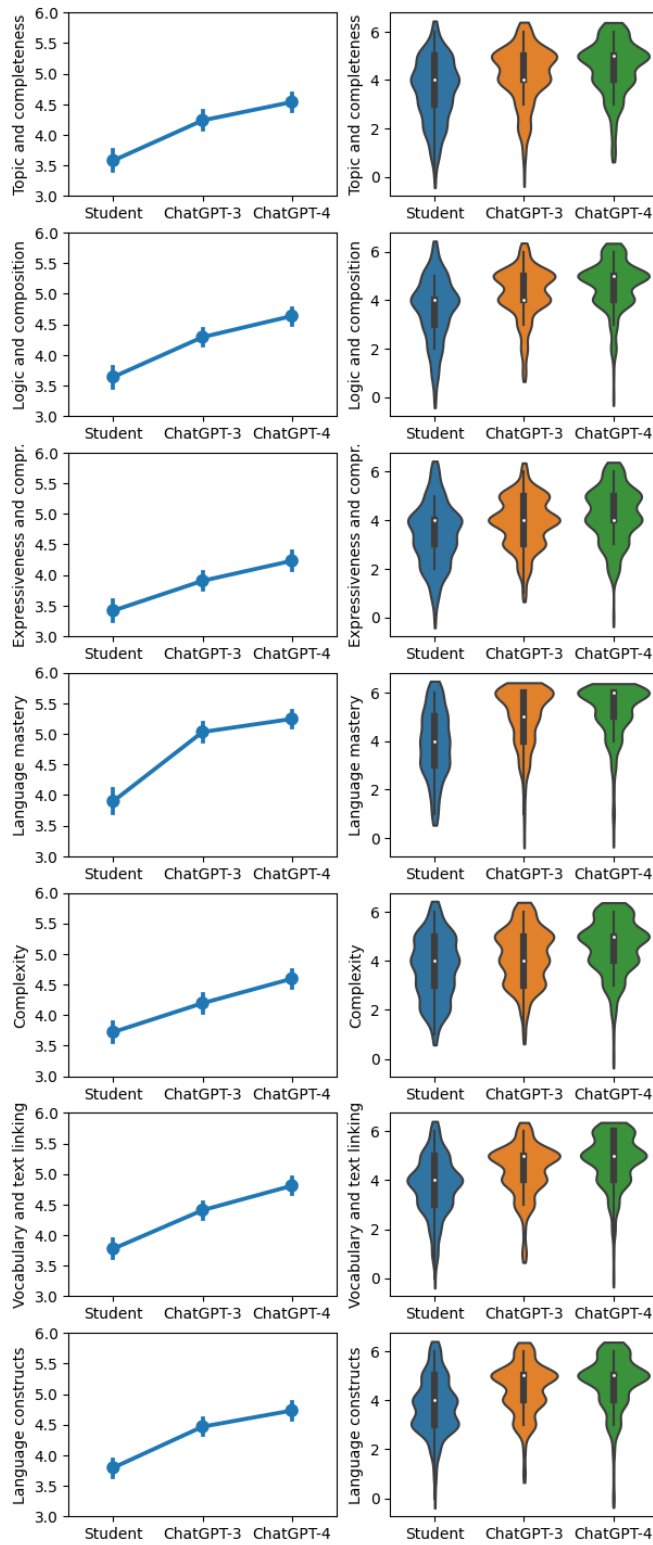 6.0
5.5
5.0
4.5
4.0
3.5
3.0
Topic and completeness
Student ChatGPT-3 ChatGPT-4
6
4
2
0
Topic and completeness
Student ChatGPT-3 ChatGPT-4
6.0
5.5
5.0
4.5
4.0
3.5
3.0
Logic and composition
Student ChatGPT-3 ChatGPT-4
6
4
2
0
Logic and composition
Student ChatGPT-3 ChatGPT-4
6.0
5.5
5.0
4.5
4.0
3.5
3.0
Expressiveness and compr.
Student ChatGPT-3 ChatGPT-4
6
4
2
0
Expressiveness and compr.
Student ChatGPT-3 ChatGPT-4
6.0
5.5
5.0
4.5
4.0
3.5
3.0
Language mastery
Student ChatGPT-3 ChatGPT-4
6
4
2
0
Language mastery
Student ChatGPT-3 ChatGPT-4
6.0
5.5
5.0
4.5
4.0
3.5
3.0
Complexity
Student ChatGPT-3 ChatGPT-4
6
4
2
0
Complexity
Student ChatGPT-3 ChatGPT-4
6.0
5.5
5.0
4.5
4.0
3.5
3.0
Vocabulary and text linking
Student ChatGPT-3 ChatGPT-4
6
4
2
0
Vocabulary and text linking
Student ChatGPT-3 ChatGPT-4
6.0
5.5
5.0
4.5
4.0
3.5
3.0
Language constructs
Student ChatGPT-3 ChatGPT-4
6
4
2
0
Language constructs
Student ChatGPT-3 ChatGPT-4